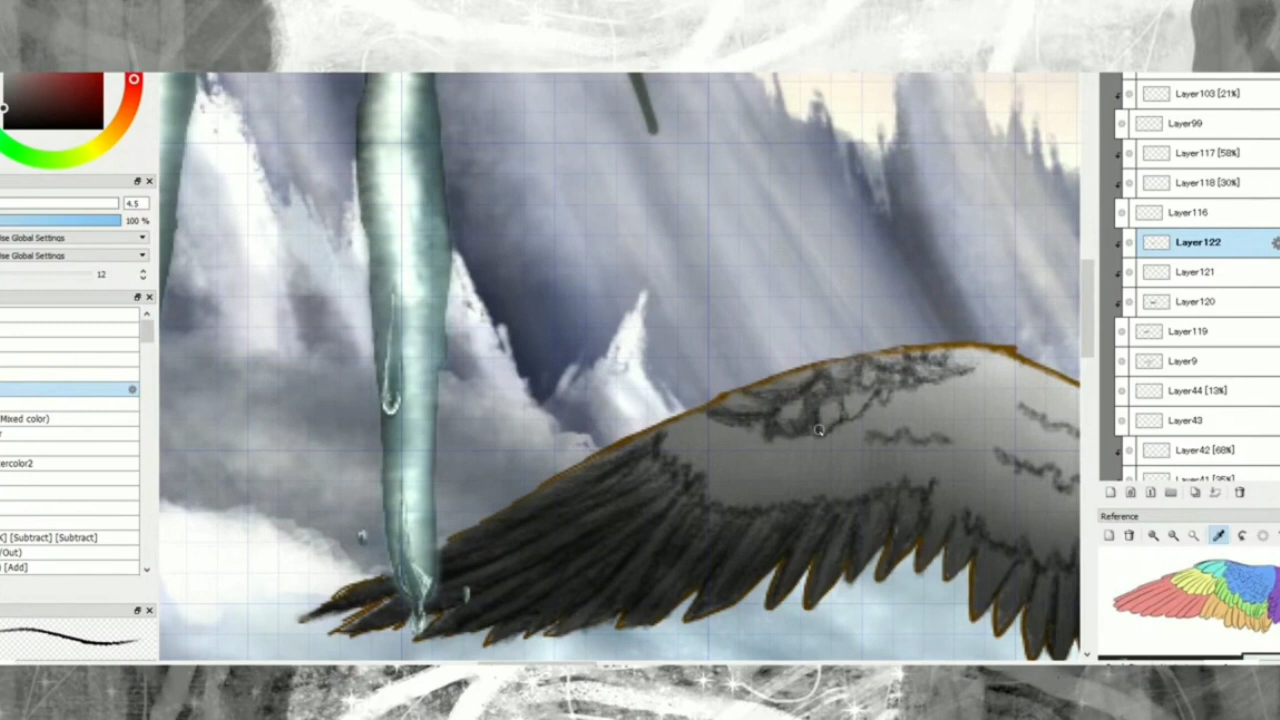 4.5
100 %
Use Global Settings
Use Global Settings
12
Mixed color)
ercolor2
[Subtract] [Subtract]
/Out)
) [Add]
Layer103 [21%]
Layer99
Layer117 [58%]
Layer118 [30%]
Layer116
Layer122
Layer121
Layer120
Layer119
Layer9
Layer44 [13%]
Layer43
Layer42 [68%]
Reference